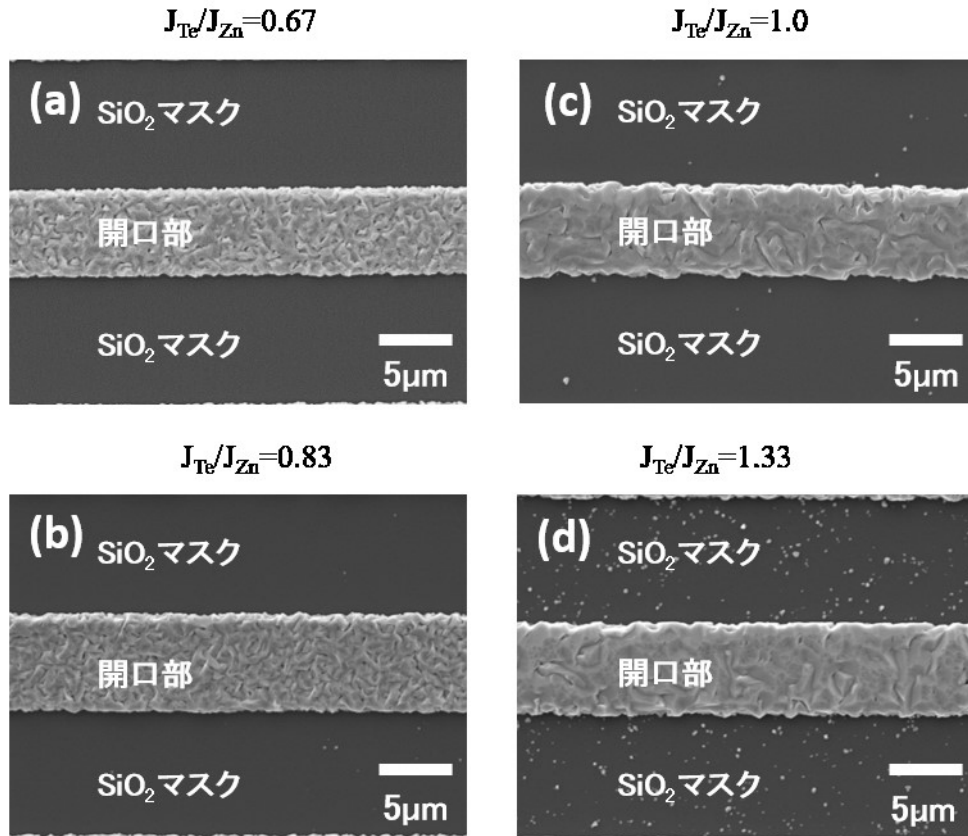 J_Te/J_Zn=0.67
(a)
SiO₂マスク
開口部
SiO₂マスク
5μm
J_Te/J_Zn=1.0
(c)
SiO₂マスク
開口部
SiO₂マスク
5μm
J_Te/J_Zn=0.83
(b)
SiO₂マスク
開口部
SiO₂マスク
5μm
J_Te/J_Zn=1.33
(d)
SiO₂マスク
開口部
SiO₂マスク
5μm